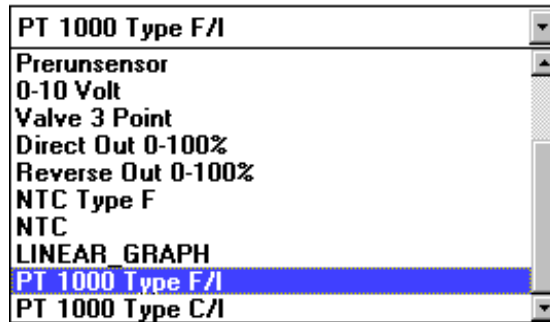 PT 1000 Type F/I
Prerunsensor
0-10 Volt
Valve 3 Point
Direct Out 0-100%
Reverse Out 0-100%
NTC Type F
NTC
LINEAR_GRAPH
PT 1000 Type F/I
PT 1000 Type C/I